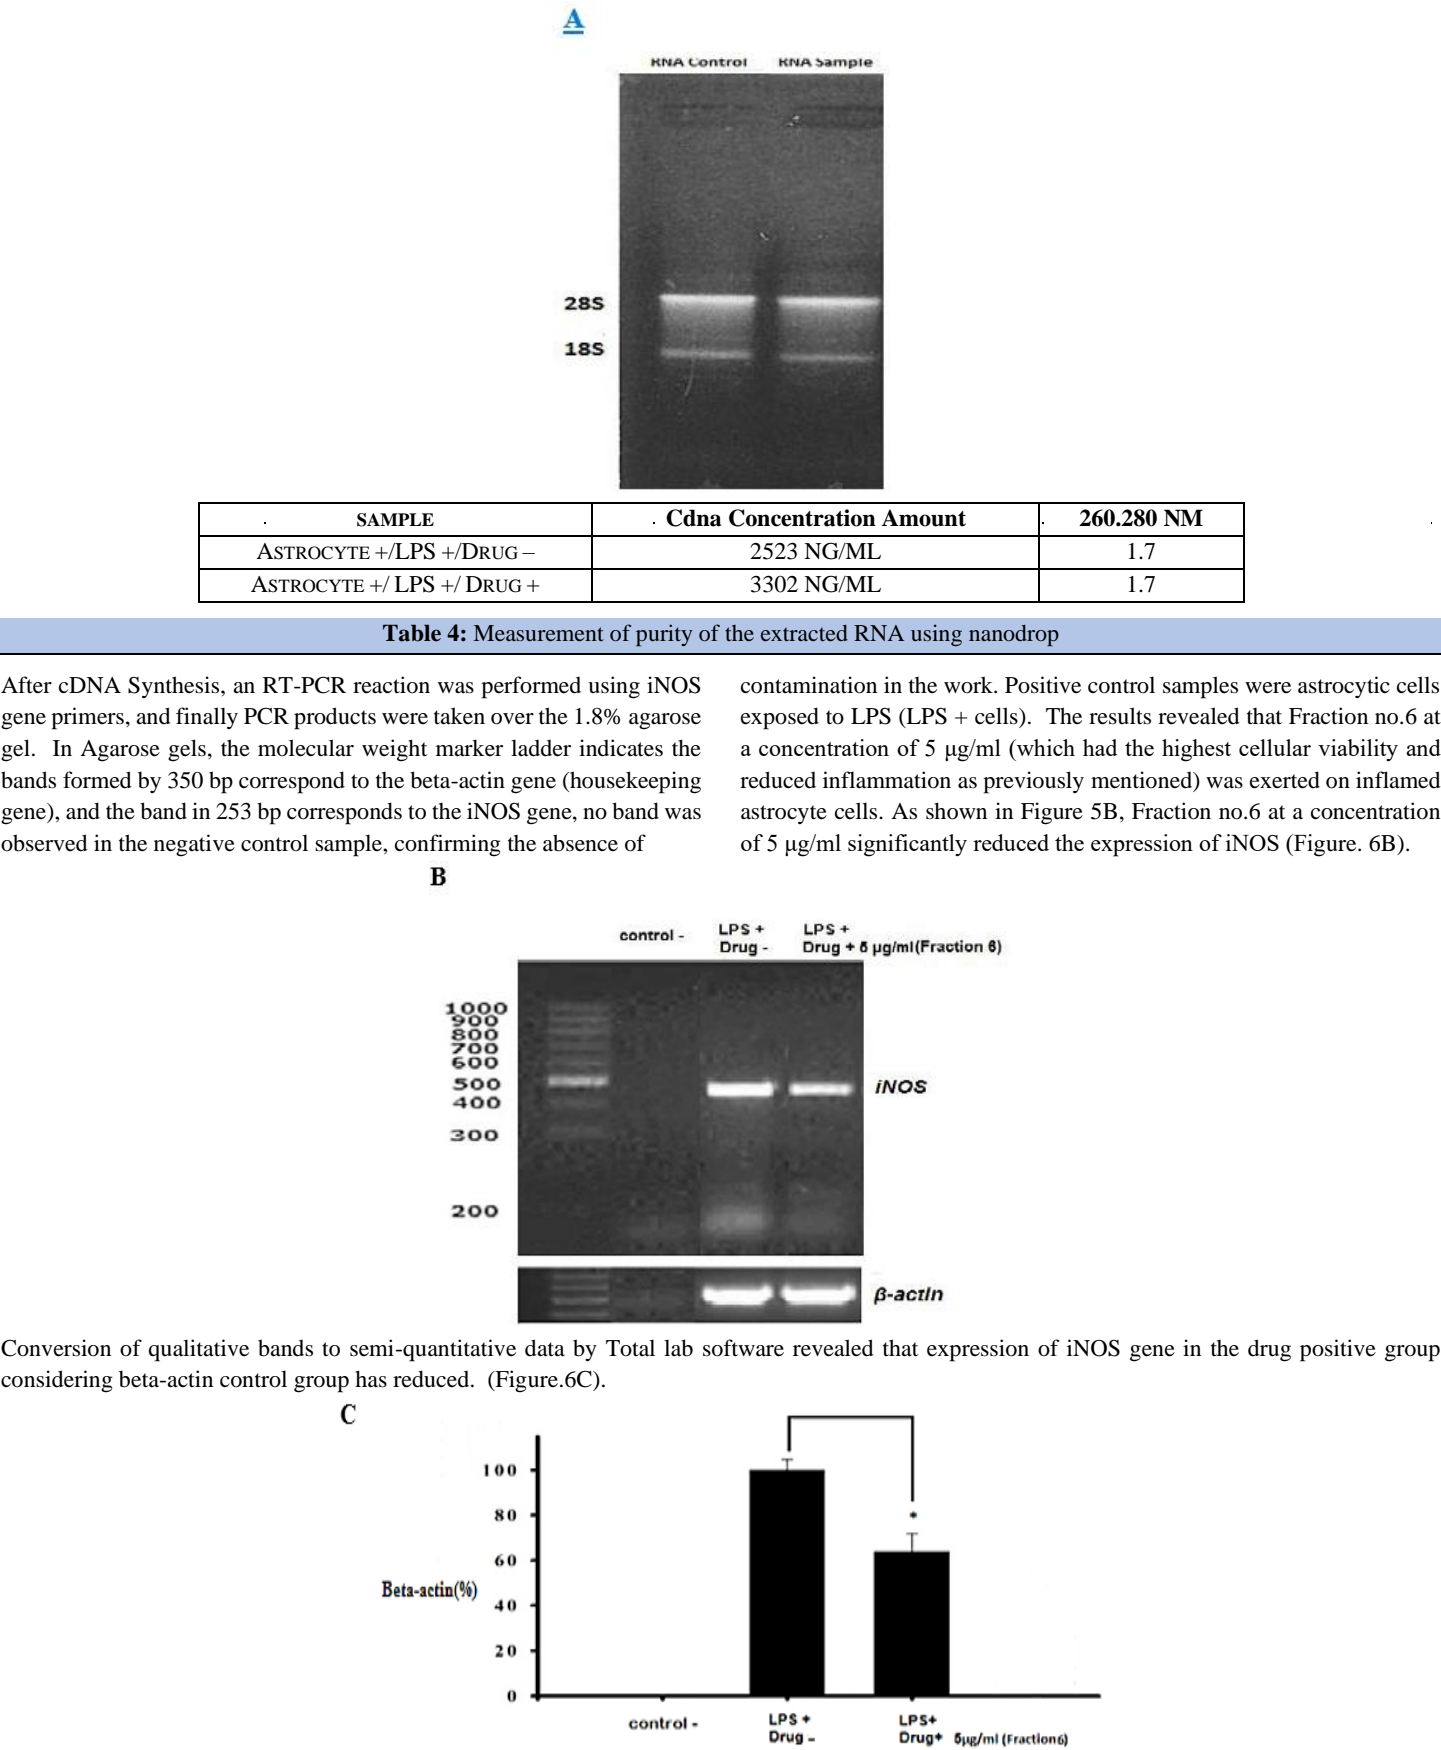 A
RNA Control RNA Sample
28S
18S
SAMPLE Cdna Concentration Amount 260.280 NM
ASTROCYTE +/LPS +/DRUG – 2523 NG/ML 1.7
ASTROCYTE +/ LPS +/ DRUG + 3302 NG/ML 1.7
Table 4: Measurement of purity of the extracted RNA using nanodrop
After cDNA Synthesis, an RT-PCR reaction was performed using iNOS
gene primers, and finally PCR products were taken over the 1.8% agarose
gel. In Agarose gels, the molecular weight marker ladder indicates the
bands formed by 350 bp correspond to the beta-actin gene (housekeeping
gene), and the band in 253 bp corresponds to the iNOS gene, no band was
observed in the negative control sample, confirming the absence of
contamination in the work. Positive control samples were astrocytic cells
exposed to LPS (LPS + cells). The results revealed that Fraction no.6 at
a concentration of 5 μg/ml (which had the highest cellular viability and
reduced inflammation as previously mentioned) was exerted on inflamed
astrocyte cells. As shown in Figure 5B, Fraction no.6 at a concentration
of 5 μg/ml significantly reduced the expression of iNOS (Figure. 6B).
B
control -
LPS +
Drug -
LPS +
Drug + 5 μg/ml(Fraction 6)
1000
900
800
700
600
500
400
300
200
iNOS
β-actin
Conversion of qualitative bands to semi-quantitative data by Total lab software revealed that expression of iNOS gene in the drug positive group
considering beta-actin control group has reduced. (Figure.6C).
C
100
80
60
40
20
0
Beta-actin(%)
*
control -
LPS +
Drug –
LPS+
Drug+ 5μg/ml (Fraction6)